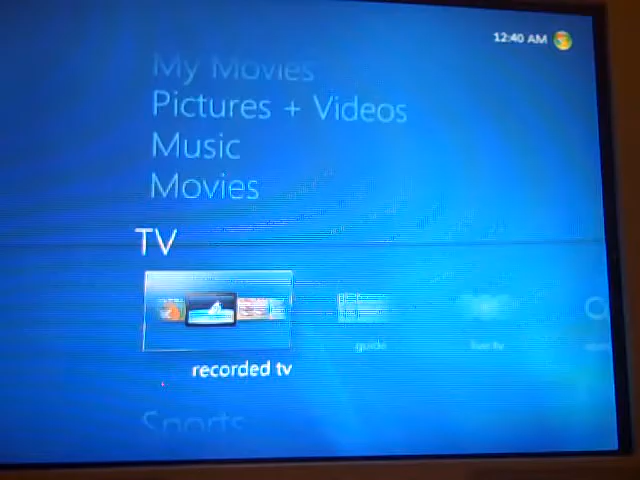 12:40 AM
My Movies
Pictures + Videos
Music
Movies
TV
recorded tv
guide
live tv
Sports